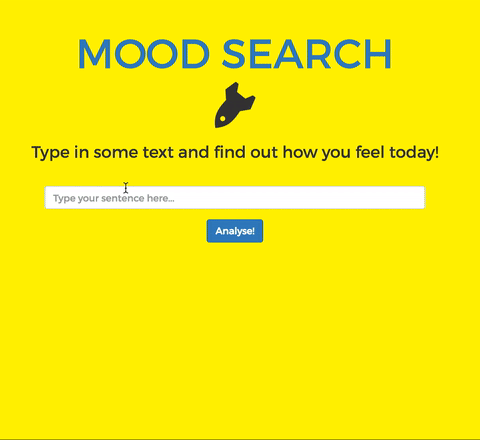 MOOD SEARCH
Type in some text and find out how you feel today!
Type your sentence here...
Analyse!